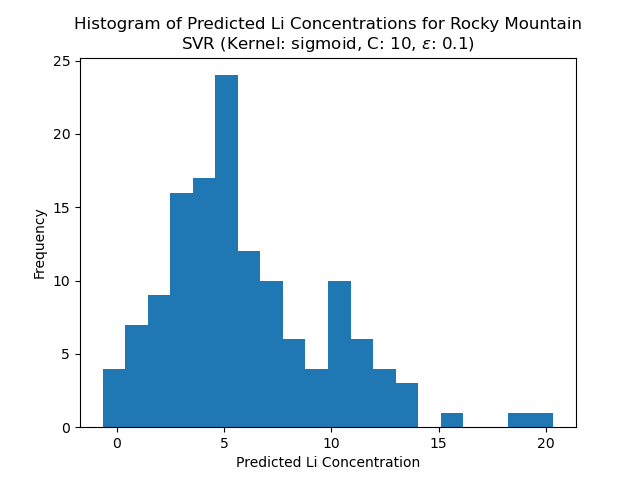 Histogram of Predicted Li Concentrations for Rocky Mountain
SVR (Kernel: sigmoid, C: 10, ε: 0.1)
25
20
15
10
5
0
Frequency
0 5 10 15 20
Predicted Li Concentration